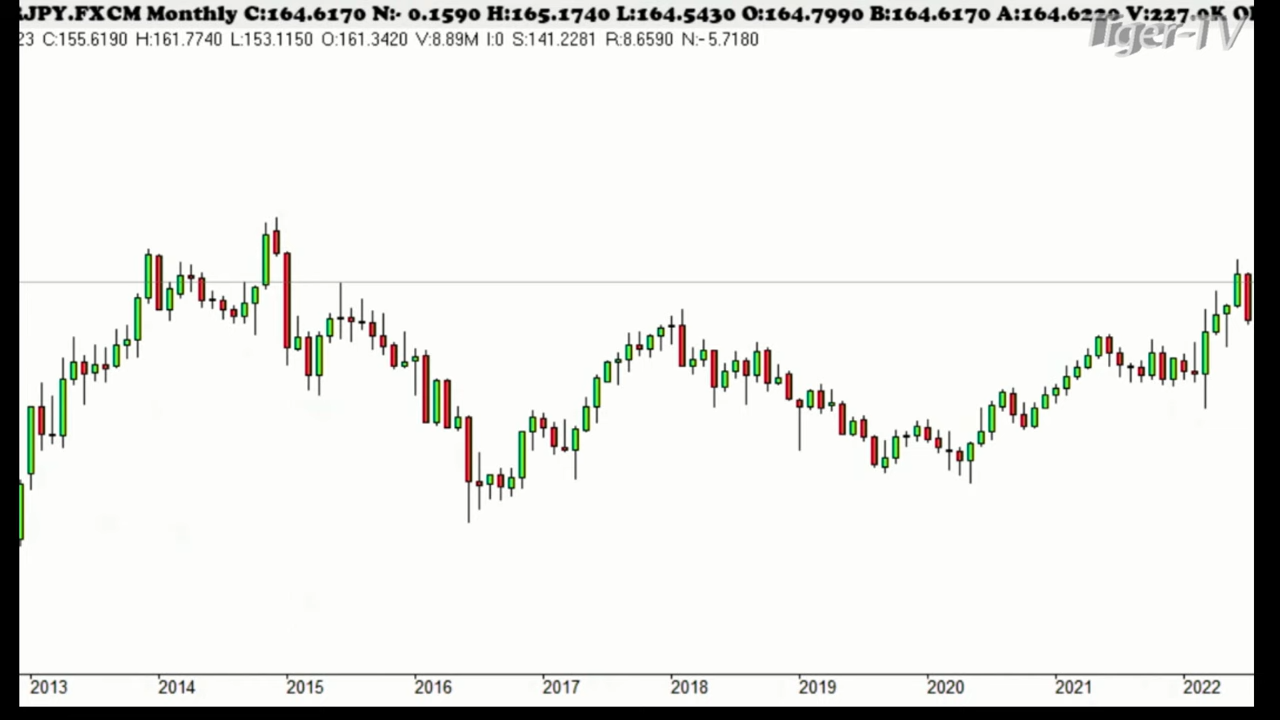 JPY.FXCM Monthly C:164.6170 N:- 0.1590 H:165.1740 L:164.5430 O:164.7990 B:164.6170 A:164.6220 V:227.0K
Tiger-TV
23 C:155.6190 H:161.7740 L:153.1150 O:161.3420 V:8.89M I:0 S:141.2281 R:8.6590 N:-5.7180
2013 2014 2015 2016 2017 2018 2019 2020 2021 2022